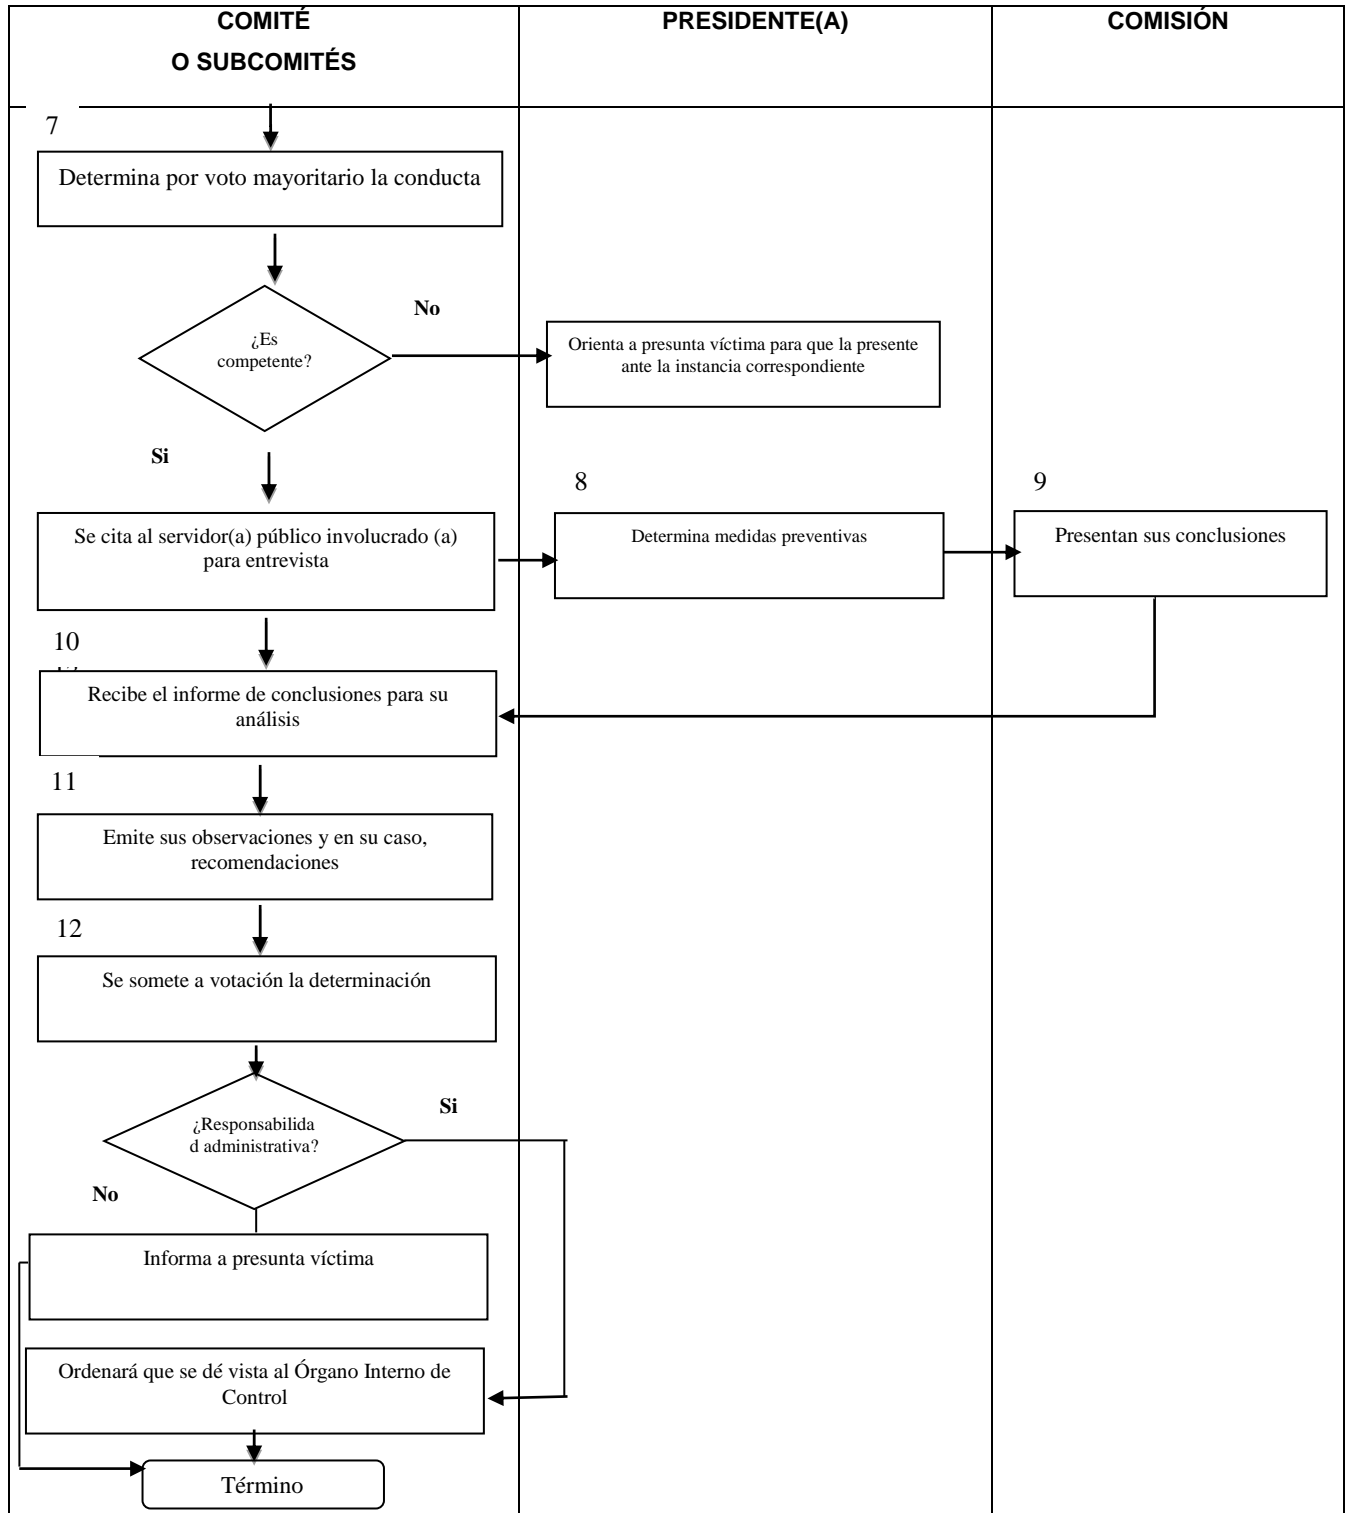 COMITÉ
O SUBCOMITÉS
PRESIDENTE(A)
COMISIÓN
7
Determina por voto mayoritario la conducta
¿Es
competente?
No
Orienta a presunta víctima para que la presente
ante la instancia correspondiente
Si
Se cita al servidor(a) público involucrado (a)
para entrevista
8
Determina medidas preventivas
9
Presentan sus conclusiones
10
Recibe el informe de conclusiones para su
análisis
11
Emite sus observaciones y en su caso,
recomendaciones
12
Se somete a votación la determinación
¿Responsabilida
d administrativa?
Si
No
Informa a presunta víctima
Ordenará que se dé vista al Órgano Interno de
Control
Término